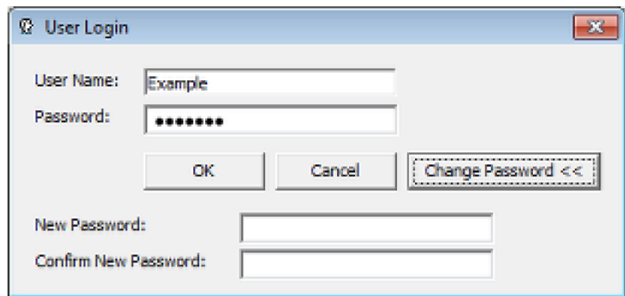 User Login
User Name: Example
Password: •••••••
OK Cancel Change Password <<
New Password:
Confirm New Password: